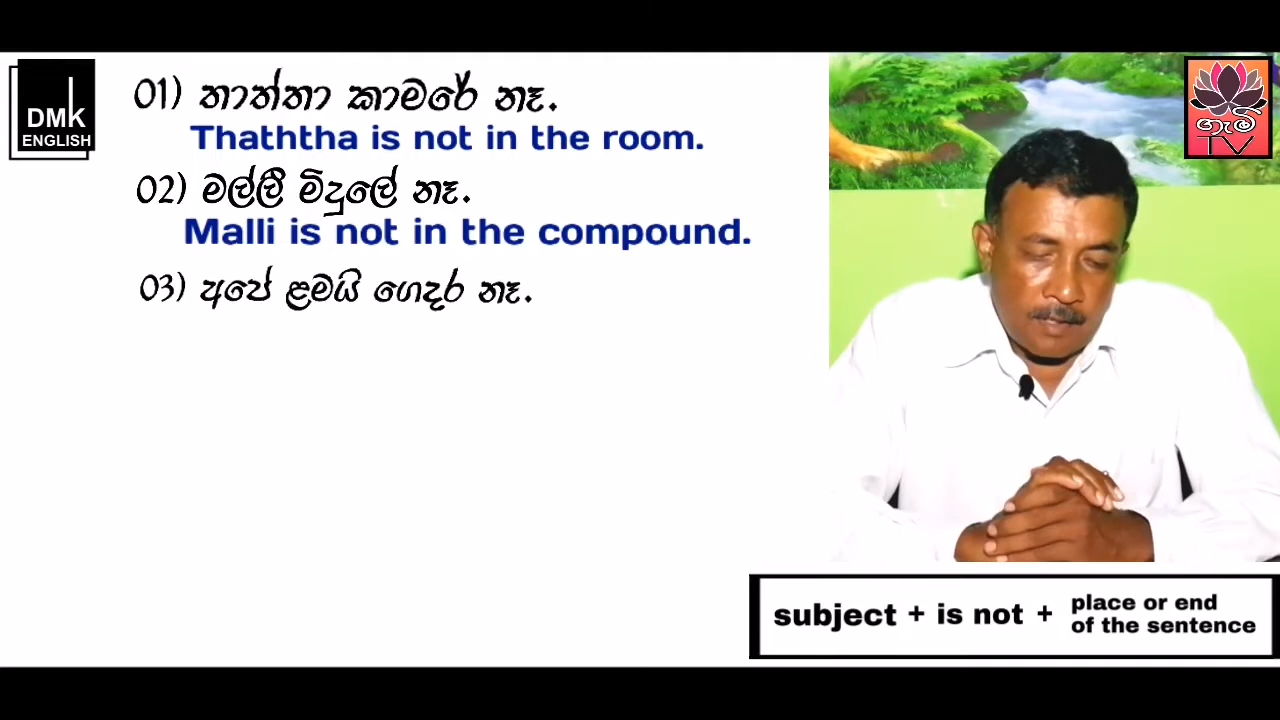 DMK
ENGLISH
01) තාත්තා කාමරේ නෑ.
Thaththa is not in the room.
02) මල්ලී මිදුලේ නෑ.
Malli is not in the compound.
03) අපේ ළමයි ගෙදර නෑ.
ගැමි
TV
subject + is not + place or end
of the sentence